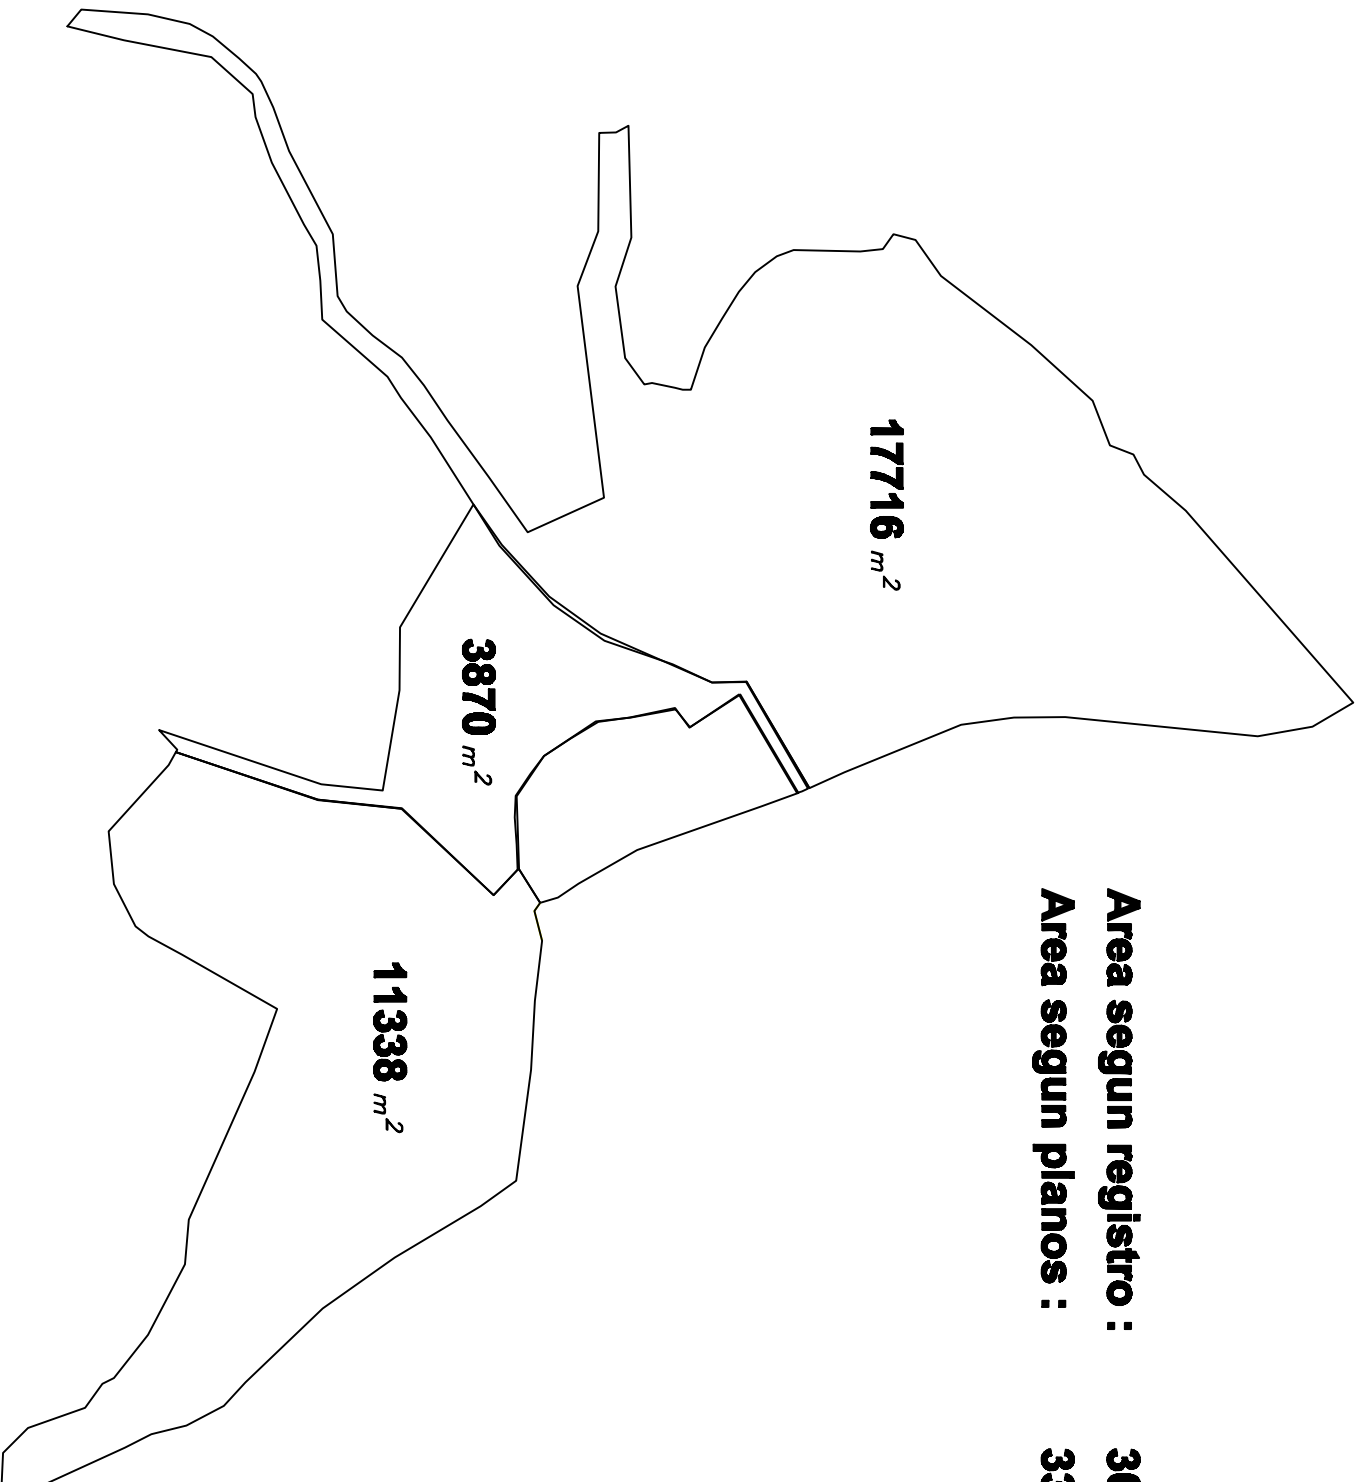 17716 m²
3870 m²
11338 m²
Area segun registro :
Area segun planos :